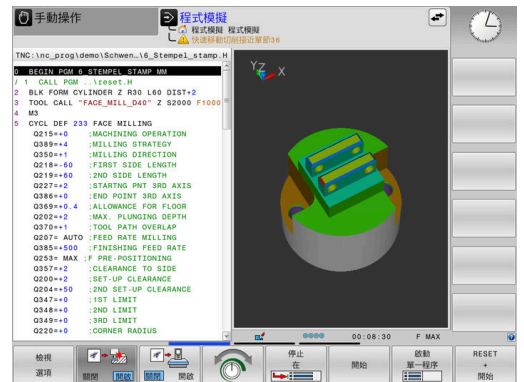 手動操作
程式模擬
程式模擬 程式模擬
快速移動切削接近單節36
TNC:\nc_prog\demo\Schwen…\6_Stempel_stamp.H
0 BEGIN PGM 6_STEMPEL_STAMP MM
/ 1 CALL PGM ..\reset.H
2 BLK FORM CYLINDER Z R30 L60 DIST+2
3 TOOL CALL "FACE_MILL_D40" Z S2000 F1000
4 M3
5 CYCL DEF 233 FACE MILLING
Q215=+0 ;MACHINING OPERATION
Q389=+4 ;MILLING STRATEGY
Q350=+1 ;MILLING DIRECTION
Q218=-60 ;FIRST SIDE LENGTH
Q219=+60 ;2ND SIDE LENGTH
Q227=+2 ;STARTNG PNT 3RD AXIS
Q386=+0 ;END POINT 3RD AXIS
Q369=+0.4 ;ALLOWANCE FOR FLOOR
Q202=+2 ;MAX. PLUNGING DEPTH
Q370=+1 ;TOOL PATH OVERLAP
Q207= AUTO ;FEED RATE MILLING
Q385=+500 ;FINISHING FEED RATE
Q253= MAX ;F PRE-POSITIONING
Q357=+2 ;CLEARANCE TO SIDE
Q200=+2 ;SET-UP CLEARANCE
Q204=+50 ;2ND SET-UP CLEARANCE
Q347=+0 ;1ST LIMIT
Q348=+0 ;2ND LIMIT
Q349=+0 ;3RD LIMIT
Q220=+0 ;CORNER RADIUS
Y Z X
00:08:30 F MAX
檢視
選項
關閉 開啟
關閉 開啟
停止
在
開始
啟動
單一程序
RESET
+
開始